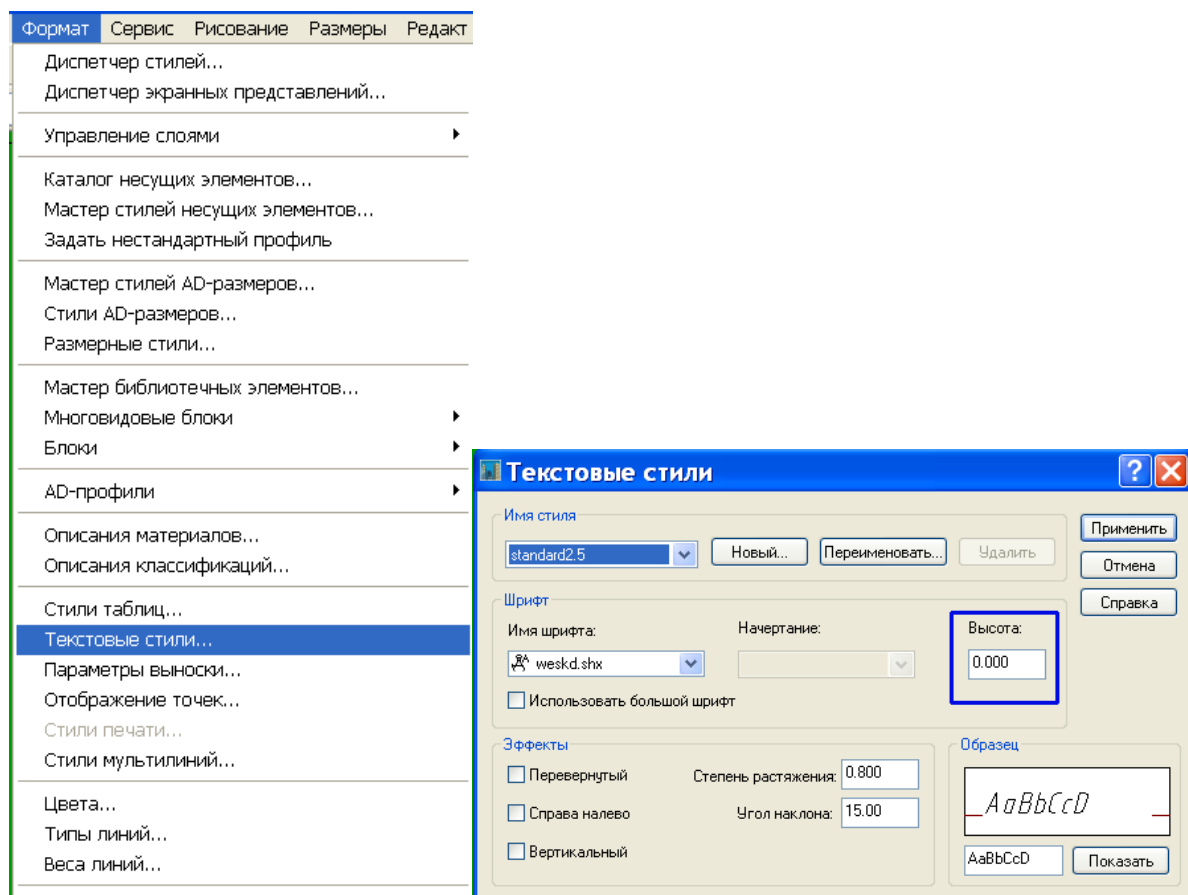 Формат Сервис Рисование Размеры Редакт
Диспетчер стилей...
Диспетчер экранных представлений...
Управление слоями
Каталог несущих элементов...
Мастер стилей несущих элементов...
Задать нестандартный профиль
Мастер стилей AD-размеров...
Стили AD-размеров...
Размерные стили...
Мастер библиотечных элементов...
Многовидовые блоки
Блоки
AD-профили
Описания материалов...
Описания классификаций...
Стили таблиц...
Текстовые стили...
Параметры выноски...
Отображение точек...
Стили печати...
Стили мультилиний...
Цвета...
Типы линий...
Веса линий...
Текстовые стили
Имя стиля
standard2.5 Новый... Переименовать... Удалить
Применить
Отмена
Справка
Шрифт
Имя шрифта: Начертание: Высота:
weskd.shx 0.000
Использовать большой шрифт
Эффекты
Перевернутый Степень растяжения: 0.800
Справа налево Угол наклона: 15.00
Вертикальный
Образец
AaBbCcD
AaBbCcD Показать